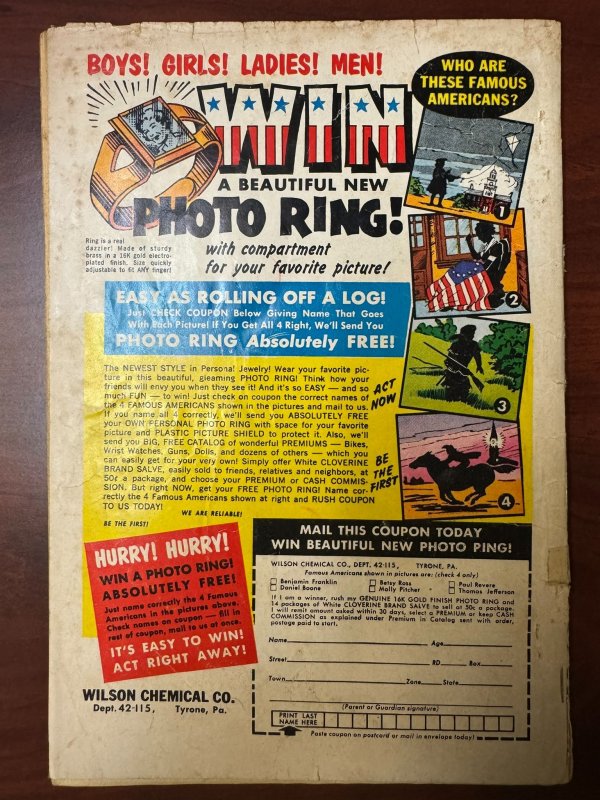 BOYS! GIRLS! LADIES! MEN!
WIN
A BEAUTIFUL NEW
PHOTO RING!
with compartment
for your favorite picture!
Ring is a real
dazzler! Made of sturdy
brass in a 16K gold electro-
plated finish. Size quickly
adjustable to fit ANY finger!
WHO ARE
THESE FAMOUS
AMERICANS?
1
2
3
4
EASY AS ROLLING OFF A LOG!
Just CHECK COUPON Below Giving Name That Goes
With Each Picture! If You Get All 4 Right, We'll Send You
PHOTO RING Absolutely FREE!
The NEWEST STYLE in Personal Jewelry! Wear your favorite pic-
ture in this beautiful, gleaming PHOTO RING! Think how your
friends will envy you when they see it! And it's so EASY — and so
much FUN — to win! Just check on coupon the correct names of
the 4 FAMOUS AMERICANS shown in the pictures and mail to us.
If you name all 4 correctly, we'll send you ABSOLUTELY FREE
your OWN PERSONAL PHOTO RING with space for your favorite
picture and PLASTIC PICTURE SHIELD to protect it. Also, we'll
send you BIG, FREE CATALOG of wonderful PREMIUMS — Bikes,
Wrist Watches, Guns, Dolls, and dozens of others — which you
can easily get for your very own! Simply offer White CLOVERINE
BRAND SALVE, easily sold to friends, relatives and neighbors, at
50¢ a package, and choose your PREMIUM or CASH COMMIS-
SION. But right NOW, get your FREE PHOTO RING! Name cor-
rectly the 4 Famous Americans shown at right and RUSH COUPON
TO US TODAY!
WE ARE RELIABLE!
BE THE FIRST!
ACT
NOW
BE
THE
FIRST
HURRY! HURRY!
WIN A PHOTO RING!
ABSOLUTELY FREE!
Just name correctly the 4 Famous
Americans in the pictures above.
Check names on coupon — fill in
rest of coupon, mail to us at once.
IT'S EASY TO WIN!
ACT RIGHT AWAY!
WILSON CHEMICAL CO.
Dept. 42-115, Tyrone, Pa.
MAIL THIS COUPON TODAY
WIN BEAUTIFUL NEW PHOTO PING!
WILSON CHEMICAL CO., DEPT. 42-115, TYRONE, PA.
Famous Americans shown in pictures are: (check 4 only)
Benjamin Franklin Betsy Ross Paul Revere
Daniel Boone Molly Pitcher Thomas Jefferson
If I am a winner, rush my GENUINE 16K GOLD FINISH PHOTO RING and
14 packages of White CLOVERINE BRAND SALVE to sell at 50¢ a package.
I will remit amount asked within 30 days, select a PREMIUM or keep CASH
COMMISSION as explained under Premium in Catalog sent with order,
postage paid to start.
Name Age
Street RD Box
Town Zone State
(Parent or Guardian signature)
PRINT LAST
NAME HERE
Paste coupon on postcard or mail in envelope today!